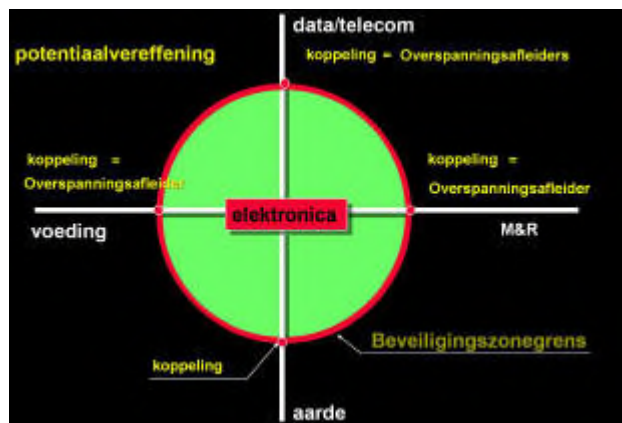 data/telecom
potentiaalvereffening
koppeling = Overspanningsafleiders
koppeling =
Overspanningsafleider
koppeling =
Overspanningsafleider
elektronica
voeding
M&R
Beveiligingszonegrens
koppeling
aarde